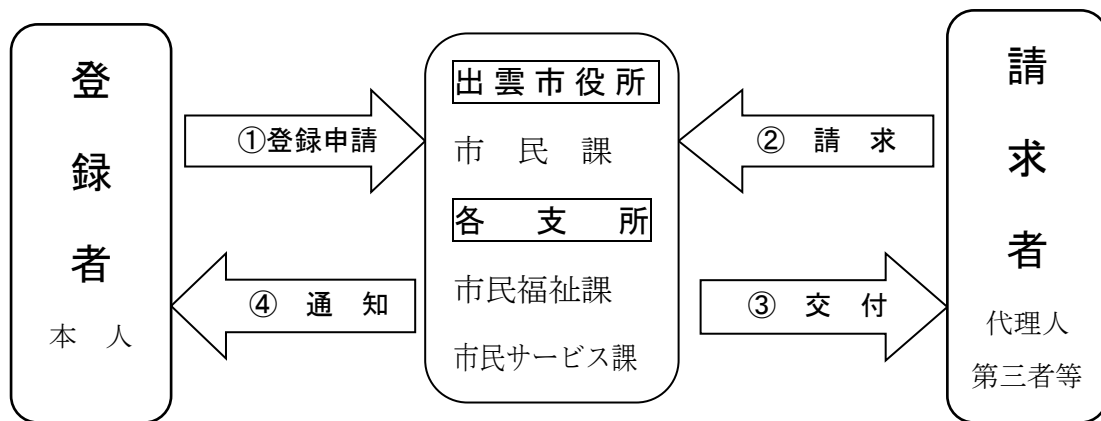 登録者
本 人
①登録申請
④ 通 知
出雲市役所
市 民 課
各 支 所
市民福祉課
市民サービス課
② 請 求
③ 交 付
請求者
代理人
第三者等